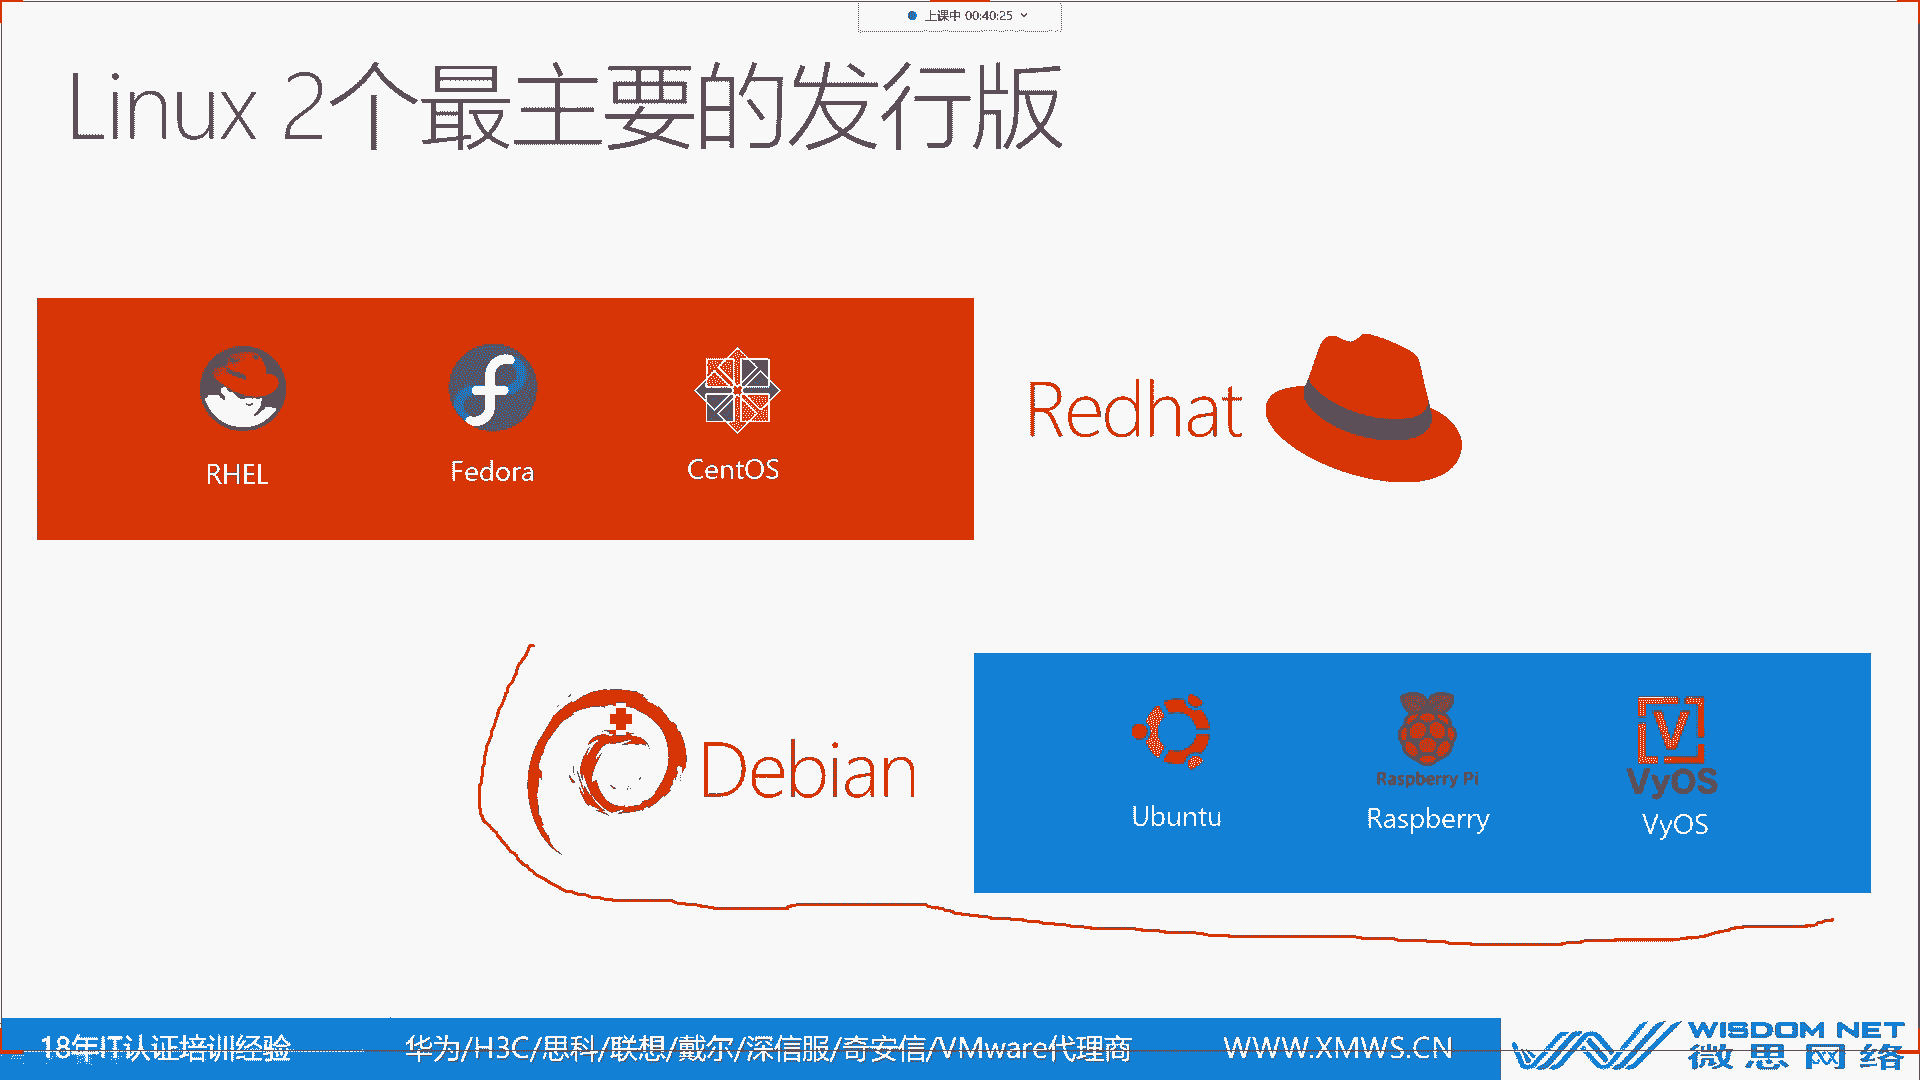 上课中 00:40:25
Linux 2个最主要的发行版
RHEL
Fedora
CentOS
Redhat
Debian
Ubuntu
Raspberry Pi
Raspberry
VyOS
VyOS
18年IT认证培训经验
华为/H3C/思科/联想/戴尔/深信服/奇安信/VMware代理商
WWW.XMWS.CN
WISDOM NET
微思网络